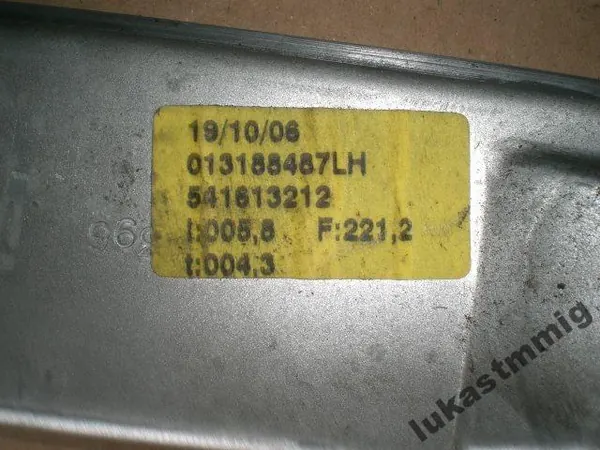 19/10/06
013188487LH
541613212
I:005,8 F:221,2
t:004,3
lukastmmig